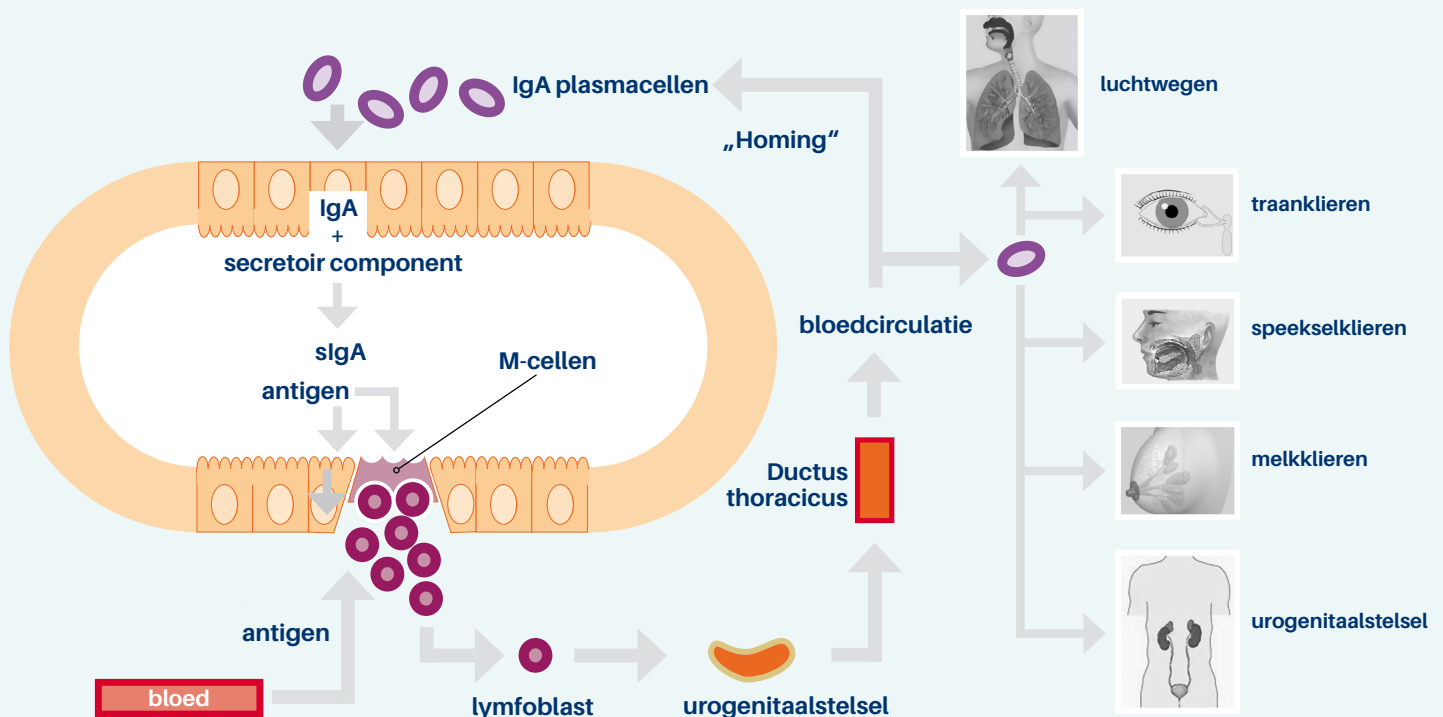 IgA plasmacellen
„Homing“
luchtwegen
traanklieren
IgA
+
secretoir component
sIgA
antigen
M-cellen
bloedcirculatie
speekselklieren
Ductus
thoracicus
melkklieren
antigen
bloed
lymfoblast
urogenitaalstelsel
urogenitaalstelsel